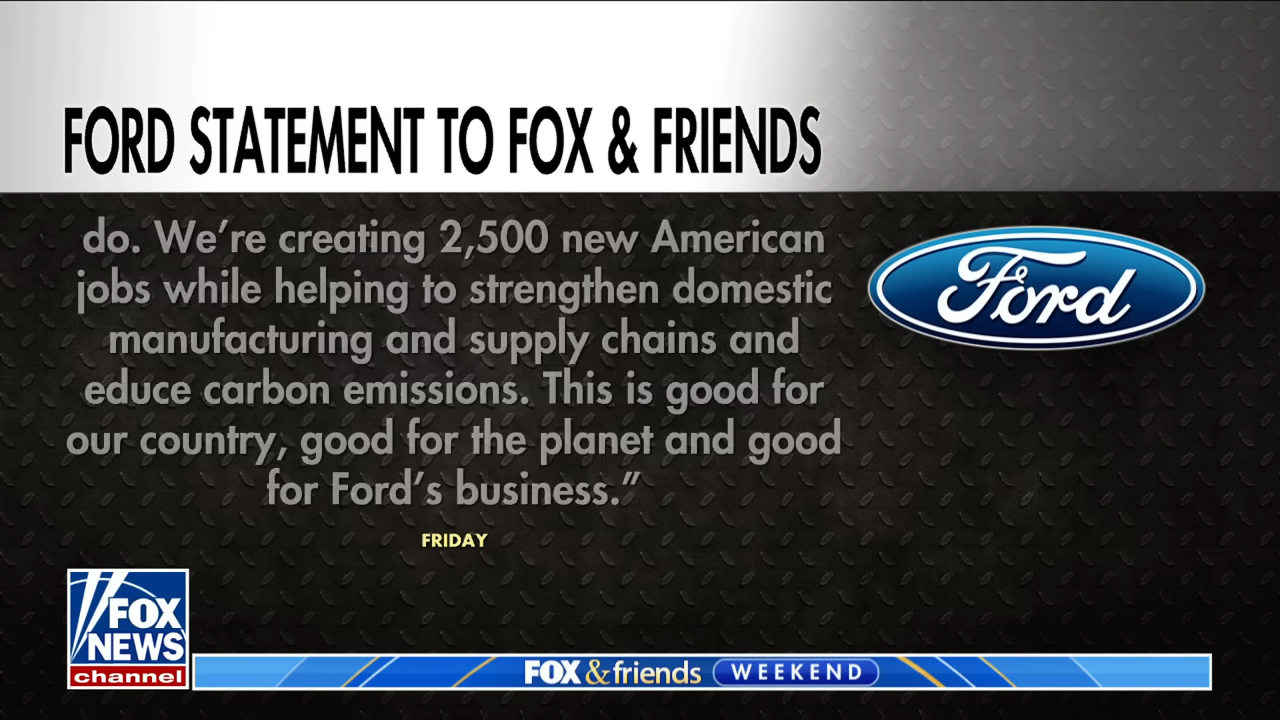 FORD STATEMENT TO FOX & FRIENDS
do. We’re creating 2,500 new American
jobs while helping to strengthen domestic
manufacturing and supply chains and
educe carbon emissions. This is good for
our country, good for the planet and good
for Ford’s business.”
FRIDAY
Ford
FOX
NEWS
channel
FOX & friends WEEKEND